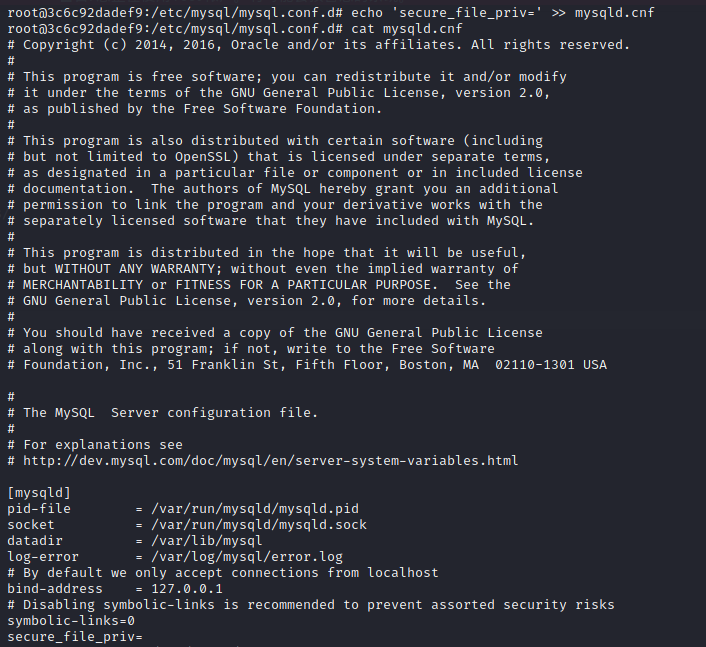 root@3c6c92dadef9:/etc/mysql/mysql.conf.d# echo 'secure_file_priv=' >> mysqld.cnf
root@3c6c92dadef9:/etc/mysql/mysql.conf.d# cat mysqld.cnf
# Copyright (c) 2014, 2016, Oracle and/or its affiliates. All rights reserved.
#
# This program is free software; you can redistribute it and/or modify
# it under the terms of the GNU General Public License, version 2.0,
# as published by the Free Software Foundation.
#
# This program is also distributed with certain software (including
# but not limited to OpenSSL) that is licensed under separate terms,
# as designated in a particular file or component or in included license
# documentation.  The authors of MySQL hereby grant you an additional
# permission to link the program and your derivative works with the
# separately licensed software that they have included with MySQL.
#
# This program is distributed in the hope that it will be useful,
# but WITHOUT ANY WARRANTY; without even the implied warranty of
# MERCHANTABILITY or FITNESS FOR A PARTICULAR PURPOSE.  See the
# GNU General Public License, version 2.0, for more details.
#
# You should have received a copy of the GNU General Public License
# along with this program; if not, write to the Free Software
# Foundation, Inc., 51 Franklin St, Fifth Floor, Boston, MA  02110-1301 USA

#
# The MySQL  Server configuration file.
#
# For explanations see
# http://dev.mysql.com/doc/mysql/en/server-system-variables.html

[mysqld]
pid-file        = /var/run/mysqld/mysqld.pid
socket          = /var/run/mysqld/mysqld.sock
datadir         = /var/lib/mysql
log-error       = /var/log/mysql/error.log
# By default we only accept connections from localhost
bind-address    = 127.0.0.1
# Disabling symbolic-links is recommended to prevent assorted security risks
symbolic-links=0
secure_file_priv=